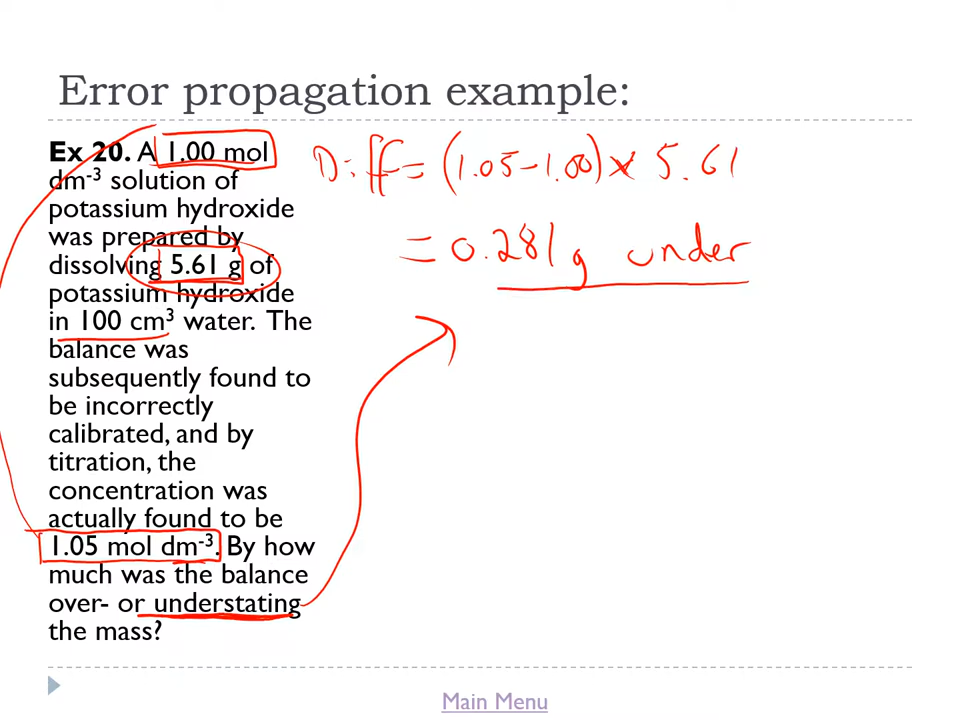 Error propagation example:
Ex 20. A 1.00 mol
dm-3 solution of
potassium hydroxide
was prepared by
dissolving 5.61 g of
potassium hydroxide
in 100 cm3 water. The
balance was
subsequently found to
be incorrectly
calibrated, and by
titration, the
concentration was
actually found to be
1.05 mol dm-3. By how
much was the balance
over- or understating
the mass?
Diff = (1.05 - 1.00) × 5.61
= 0.281g under
Main Menu